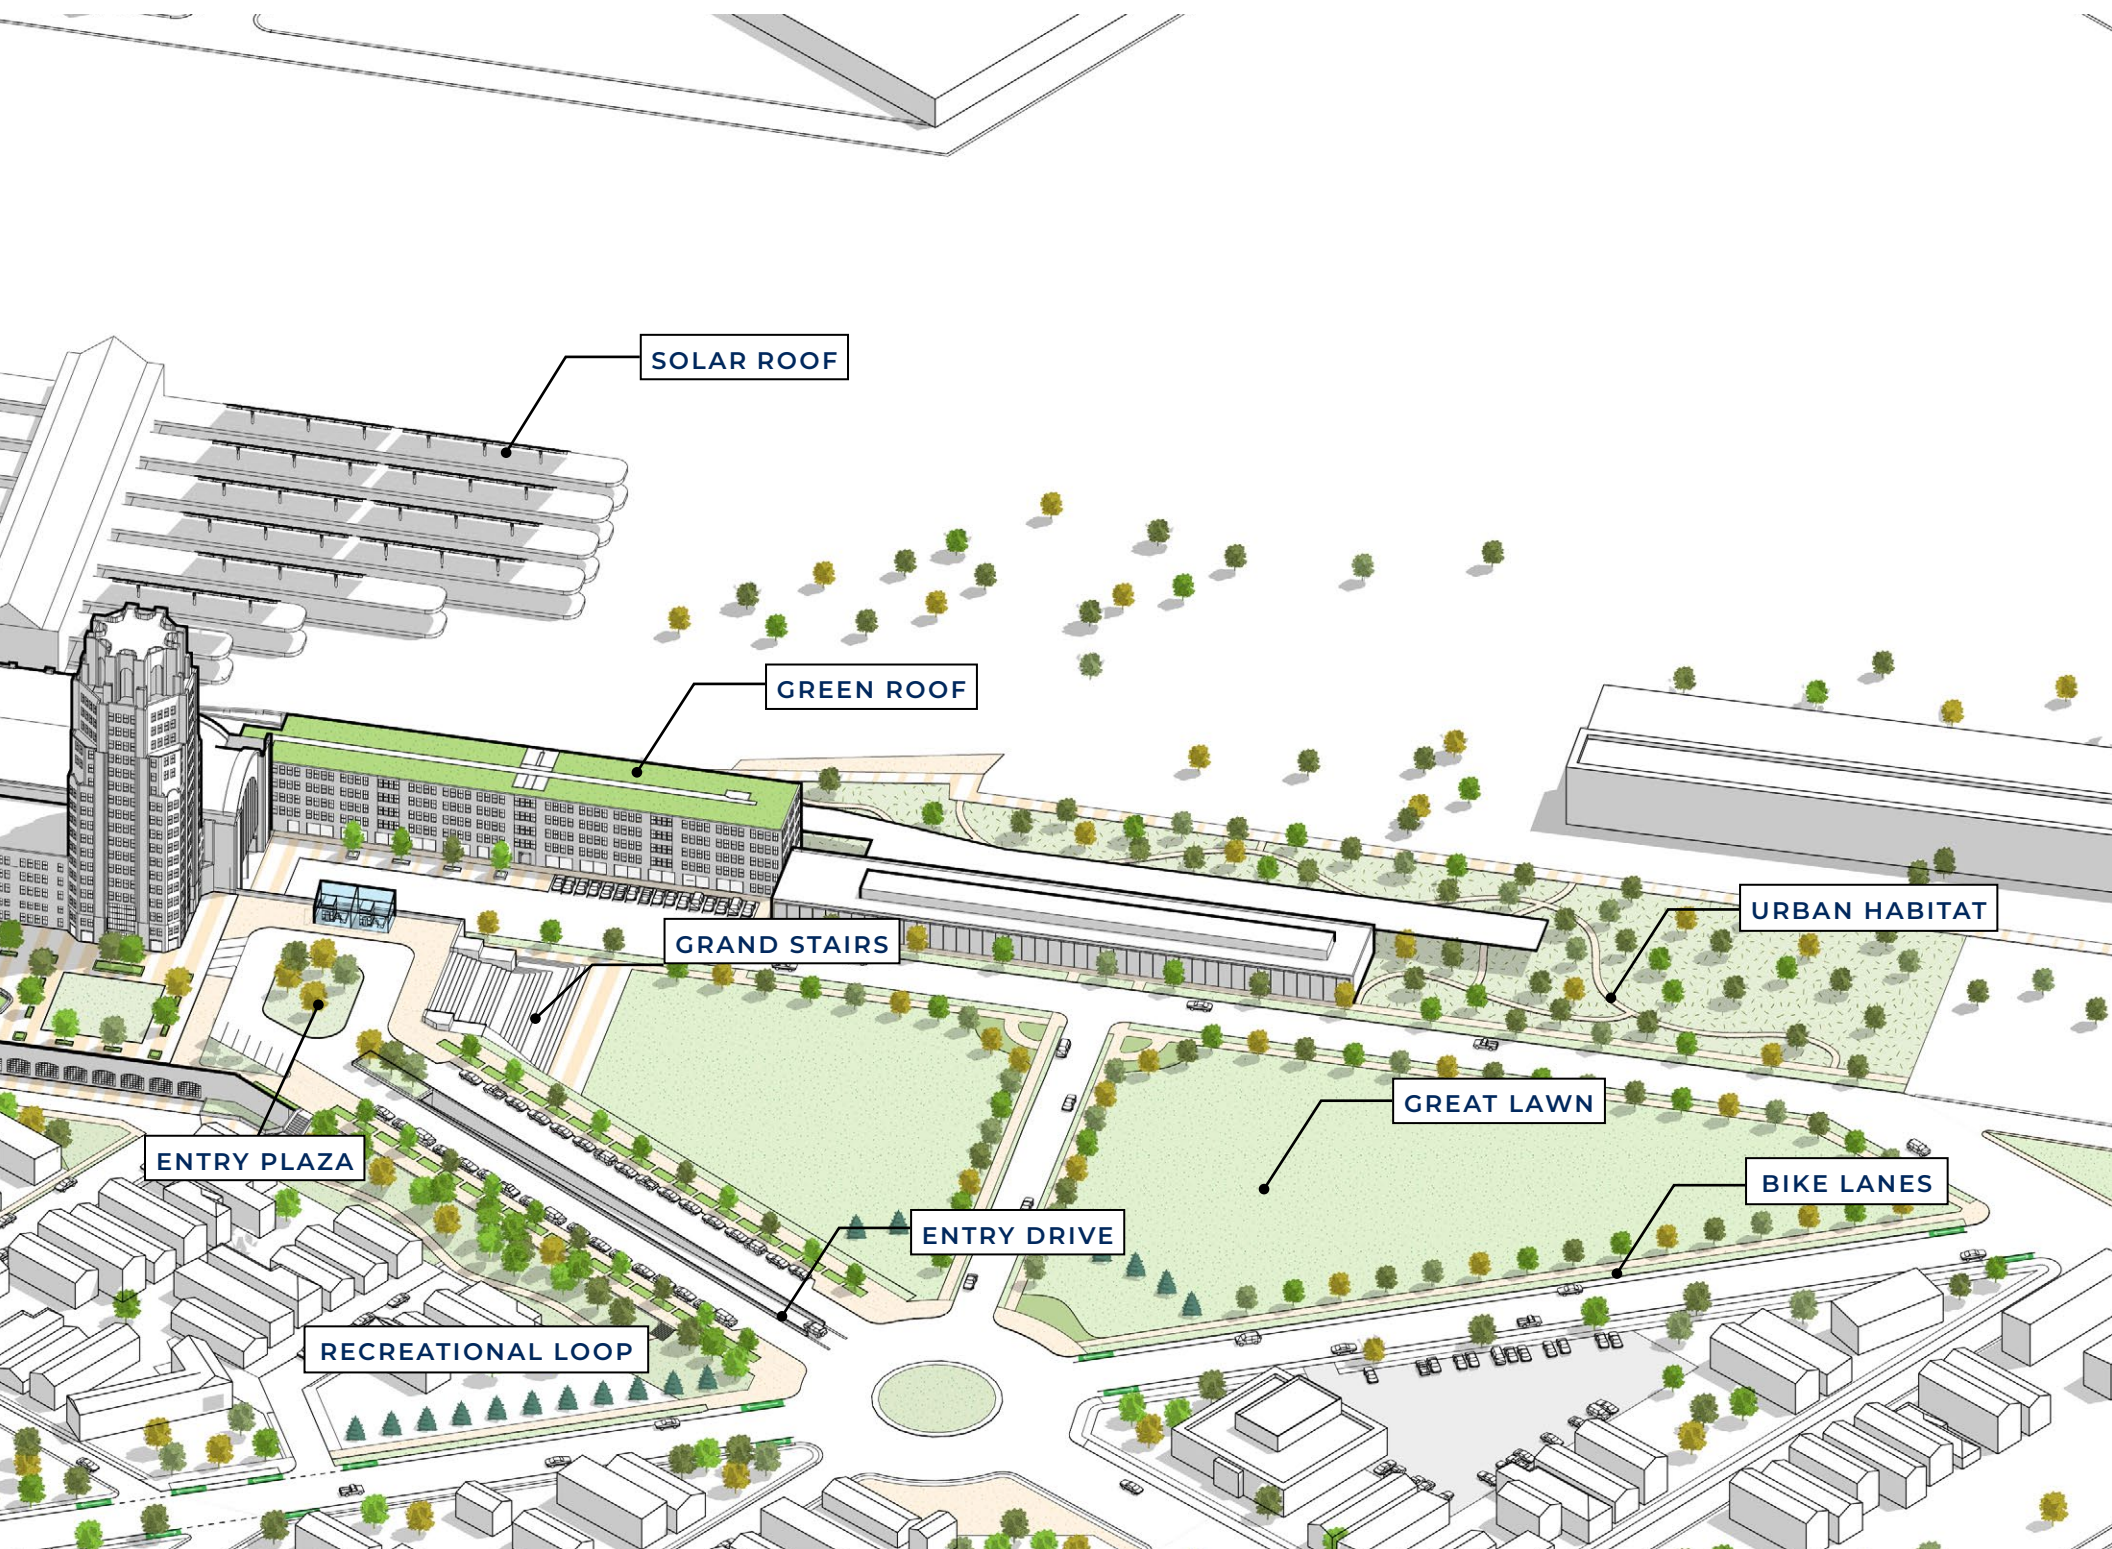 SOLAR ROOF
GREEN ROOF
URBAN HABITAT
GRAND STAIRS
GREAT LAWN
ENTRY PLAZA
BIKE LANES
ENTRY DRIVE
RECREATIONAL LOOP